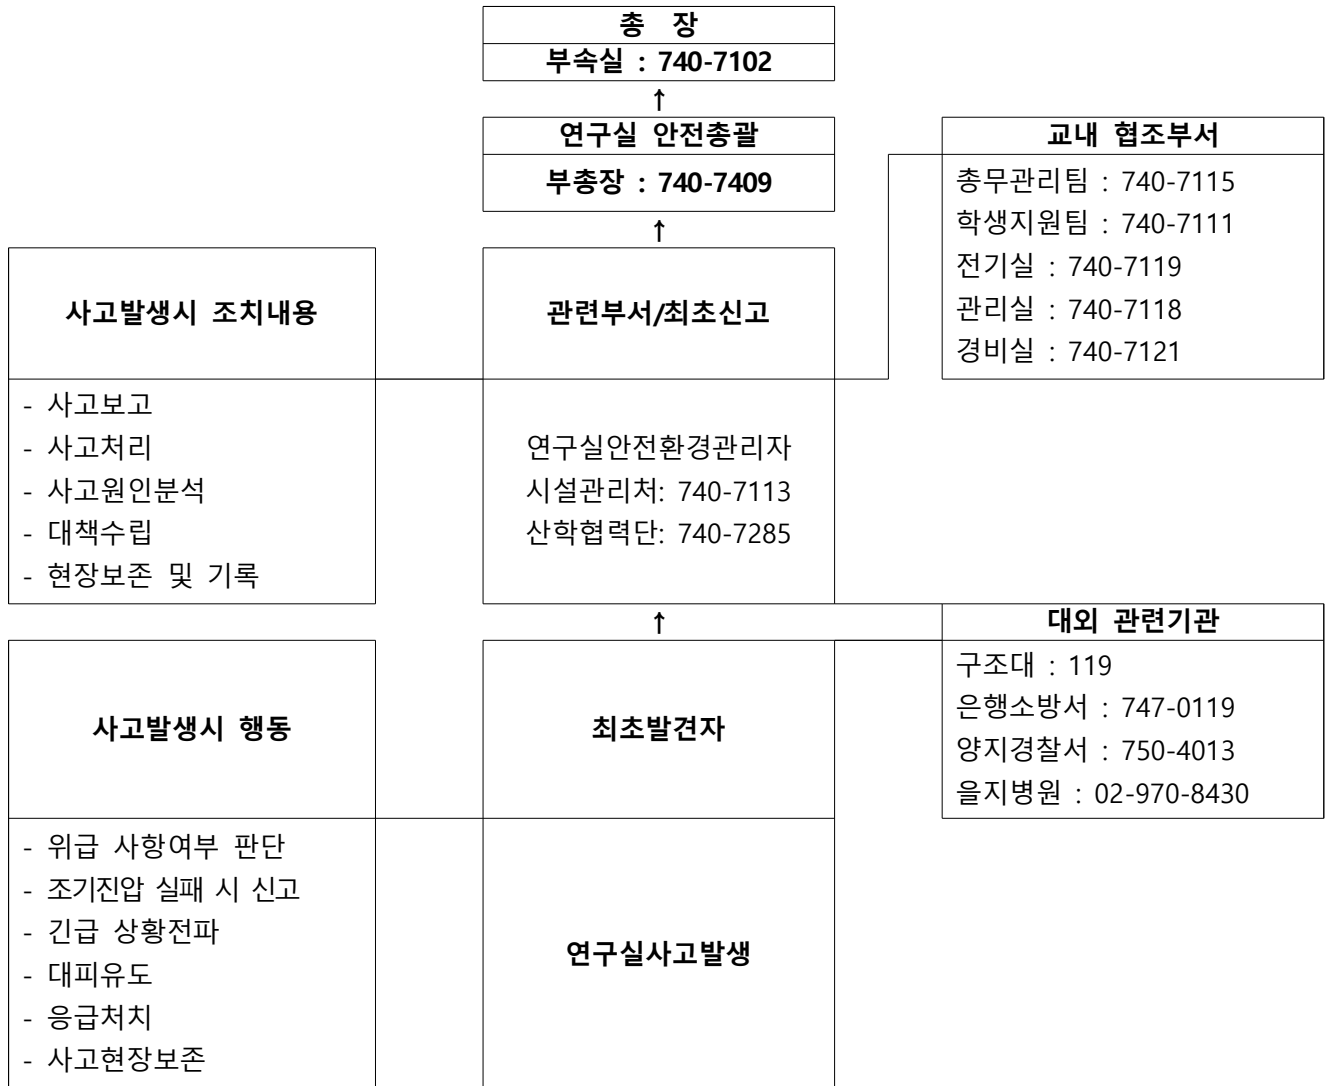 총 장
부속실 : 740-7102
↑
연구실 안전총괄
부총장 : 740-7409
↑
교내 협조부서
총무관리팀 : 740-7115
학생지원팀 : 740-7111
전기실 : 740-7119
관리실 : 740-7118
경비실 : 740-7121
사고발생시 조치내용
- 사고보고
- 사고처리
- 사고원인분석
- 대책수립
- 현장보존 및 기록
관련부서/최초신고
연구실안전환경관리자
시설관리처: 740-7113
산학협력단: 740-7285
↑
대외 관련기관
구조대 : 119
은행소방서 : 747-0119
양지경찰서 : 750-4013
을지병원 : 02-970-8430
사고발생시 행동
- 위급 사항여부 판단
- 조기진압 실패 시 신고
- 긴급 상황전파
- 대피유도
- 응급처치
- 사고현장보존
최초발견자
연구실사고발생